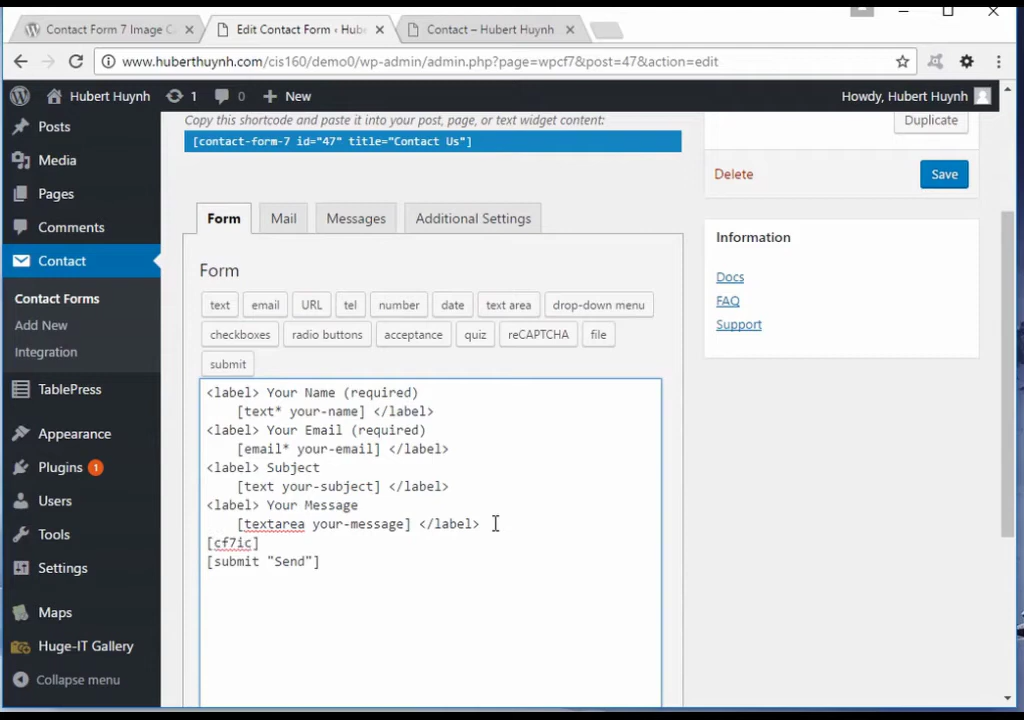 Contact Form 7 Image C
Edit Contact Form ‹ Hube
Contact – Hubert Huynh
www.huberthuynh.com/cis160/demo0/wp-admin/admin.php?page=wpcf7&post=47&action=edit
Hubert Huynh
1
0
New
Howdy, Hubert Huynh
Posts
Media
Pages
Comments
Contact
Contact Forms
Add New
Integration
TablePress
Appearance
Plugins 1
Users
Tools
Settings
Maps
Huge-IT Gallery
Collapse menu
Copy this shortcode and paste it into your post, page, or text widget content:
[contact-form-7 id="47" title="Contact Us"]
Form Mail Messages Additional Settings
Form
text email URL tel number date text area drop-down menu
checkboxes radio buttons acceptance quiz reCAPTCHA file
submit
<label> Your Name (required)
[text* your-name] </label>
<label> Your Email (required)
[email* your-email] </label>
<label> Subject
[text your-subject] </label>
<label> Your Message
[textarea your-message] </label>
[cf7ic]
[submit "Send"]
Duplicate
Delete Save
Information
Docs
FAQ
Support